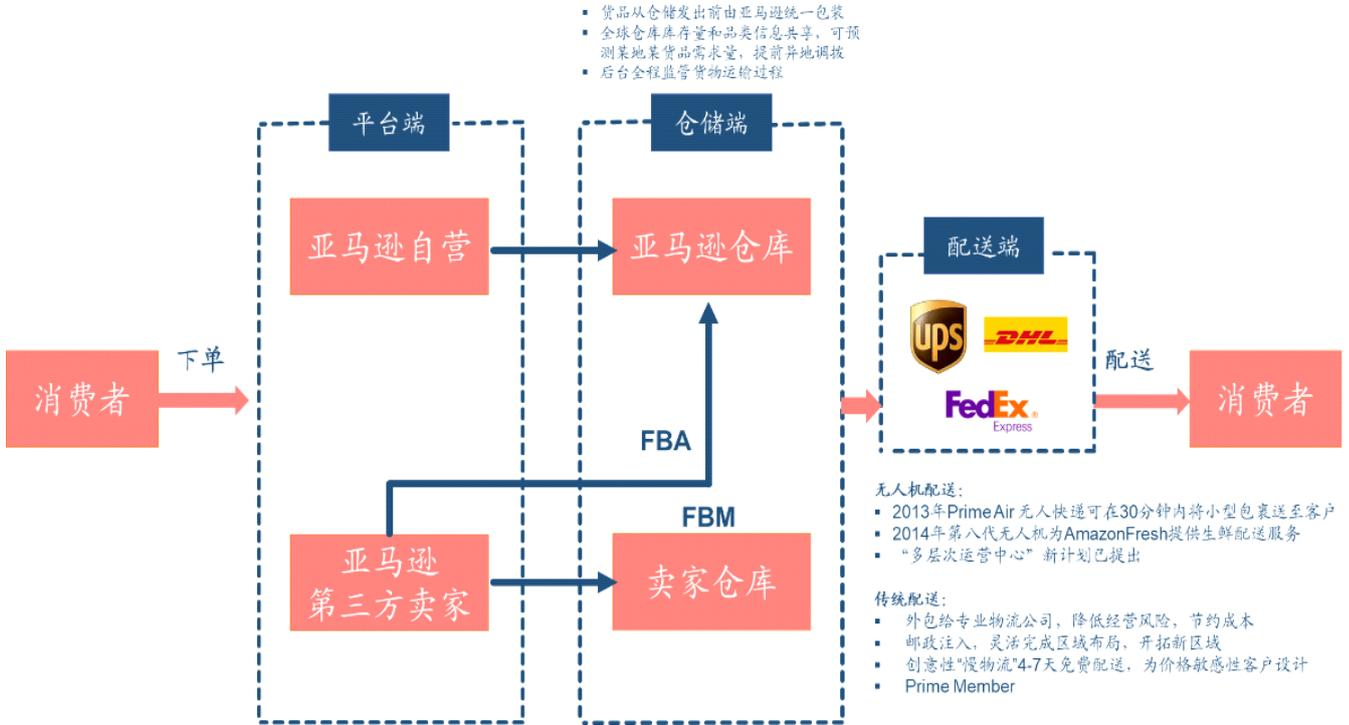 ▪ 货品从仓储发出前由亚马逊统一包装
▪ 全球仓库库存量和品类信息共享，可预
测某地某货品需求量，提前异地调拨
▪ 后台全程监管货物运输过程
平台端
仓储端
亚马逊自营
亚马逊仓库
配送端
ups
DHL
FedEx®
Express
消费者
下单
配送
消费者
FBA
FBM
亚马逊
第三方卖家
卖家仓库
无人机配送：
▪ 2013年Prime Air 无人快递可在30分钟内将小型包裹送至客户
▪ 2014年第八代无人机为AmazonFresh提供生鲜配送服务
▪ “多层次运营中心”新计划已提出
传统配送：
▪ 外包给专业物流公司，降低经营风险，节约成本
▪ 邮政注入，灵活完成区域布局，开拓新区域
▪ 创意性“慢物流”4-7天免费配送，为价格敏感性客户设计
▪ Prime Member